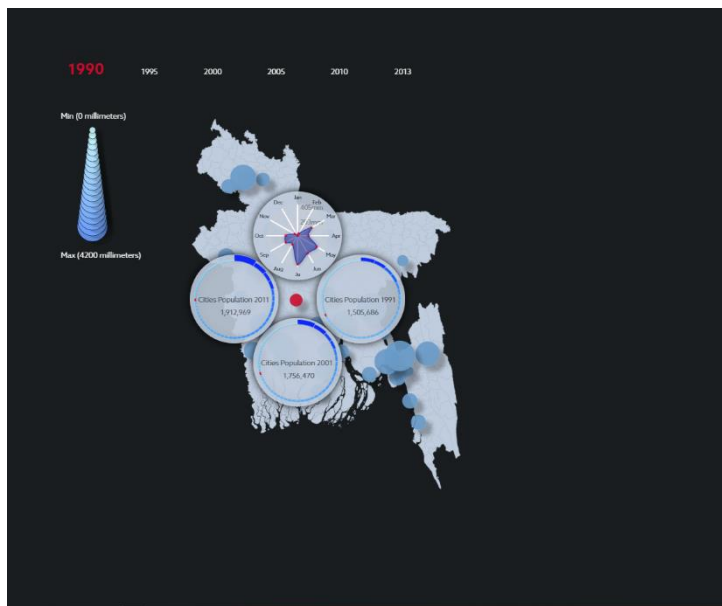 1990 1995 2000 2005 2010 2013
Min (0 millimeters)
Max (4200 millimeters)
Jan
Feb
Mar
Apr
May
Jun
Ju
Aug
Sep
Oct
Nov
Dec
Cities Population 2011
1,912,969
Cities Population 1991
1,505,686
Cities Population 2001
1,756,470